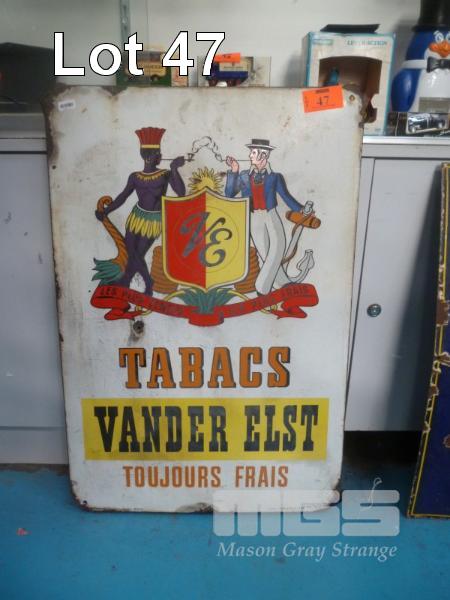 Lot 47
47
VE
TABACS
VANDER ELST
TOUJOURS FRAIS
MGS
Mason Gray Strange